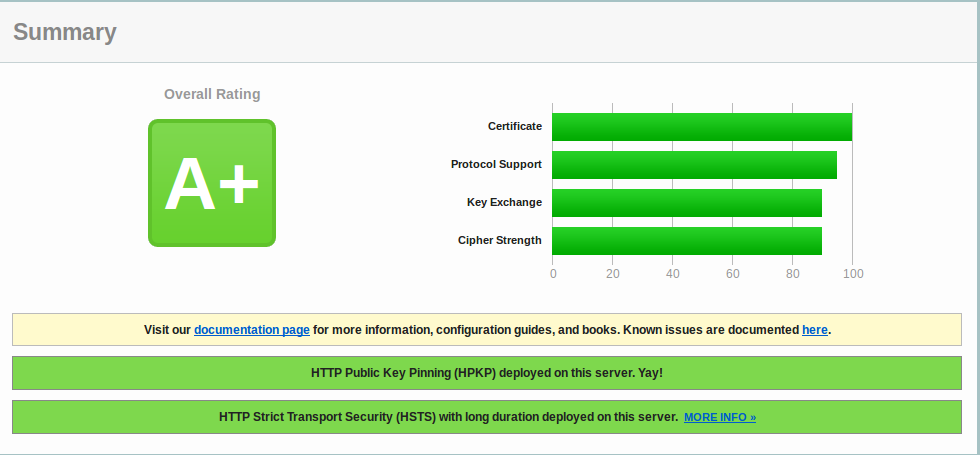 Summary
Overall Rating
A+
Certificate
Protocol Support
Key Exchange
Cipher Strength
0 20 40 60 80 100
Visit our documentation page for more information, configuration guides, and books. Known issues are documented here.
HTTP Public Key Pinning (HPKP) deployed on this server. Yay!
HTTP Strict Transport Security (HSTS) with long duration deployed on this server. MORE INFO »